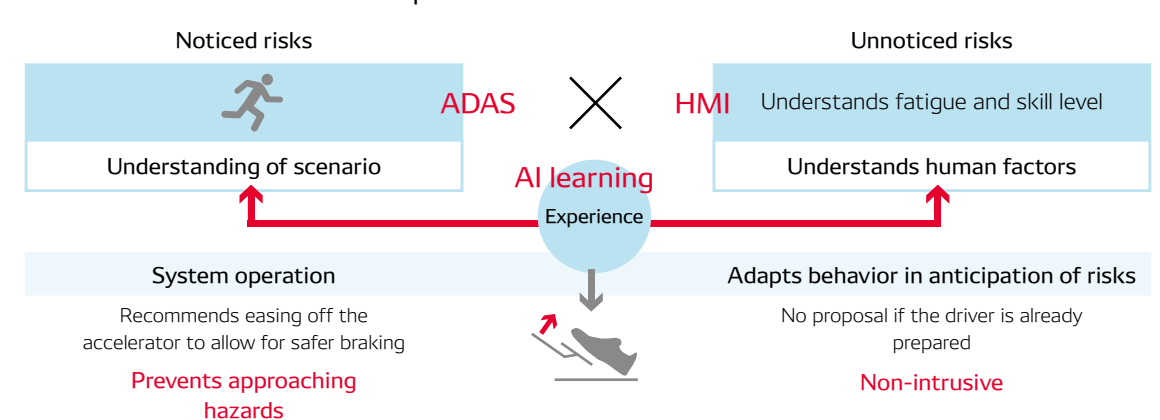 Noticed risks
Unnoticed risks
ADAS
HMI
Understands fatigue and skill level
Understanding of scenario
Understands human factors
AI learning
Experience
System operation
Adapts behavior in anticipation of risks
Recommends easing off the
accelerator to allow for safer braking
No proposal if the driver is already
prepared
Prevents approaching
hazards
Non-intrusive